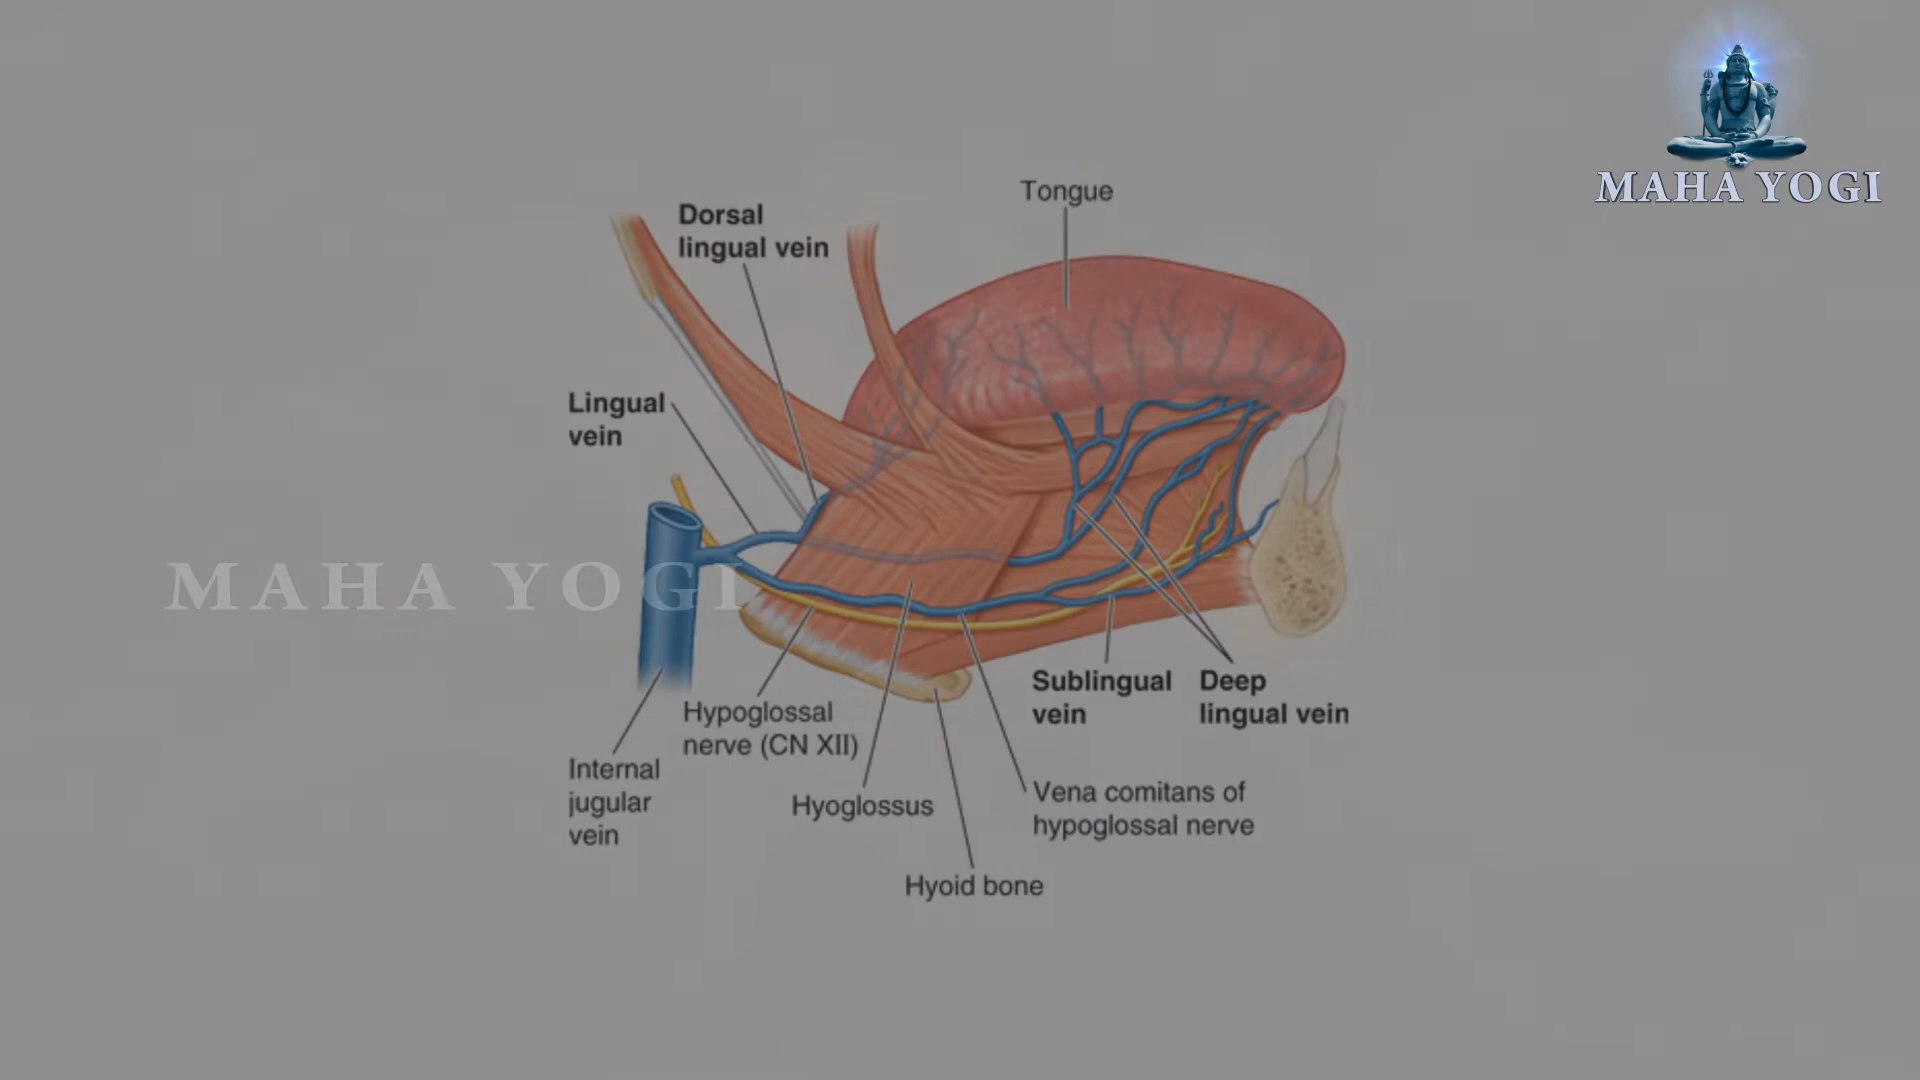 MAHA YOGI
Tongue
Dorsal
lingual vein
Lingual
vein
MAHA YOGI
Sublingual
vein
Deep
lingual vein
Hypoglossal
nerve (CN XII)
Internal
jugular
vein
Hyoglossus
Vena comitans of
hypoglossal nerve
Hyoid bone